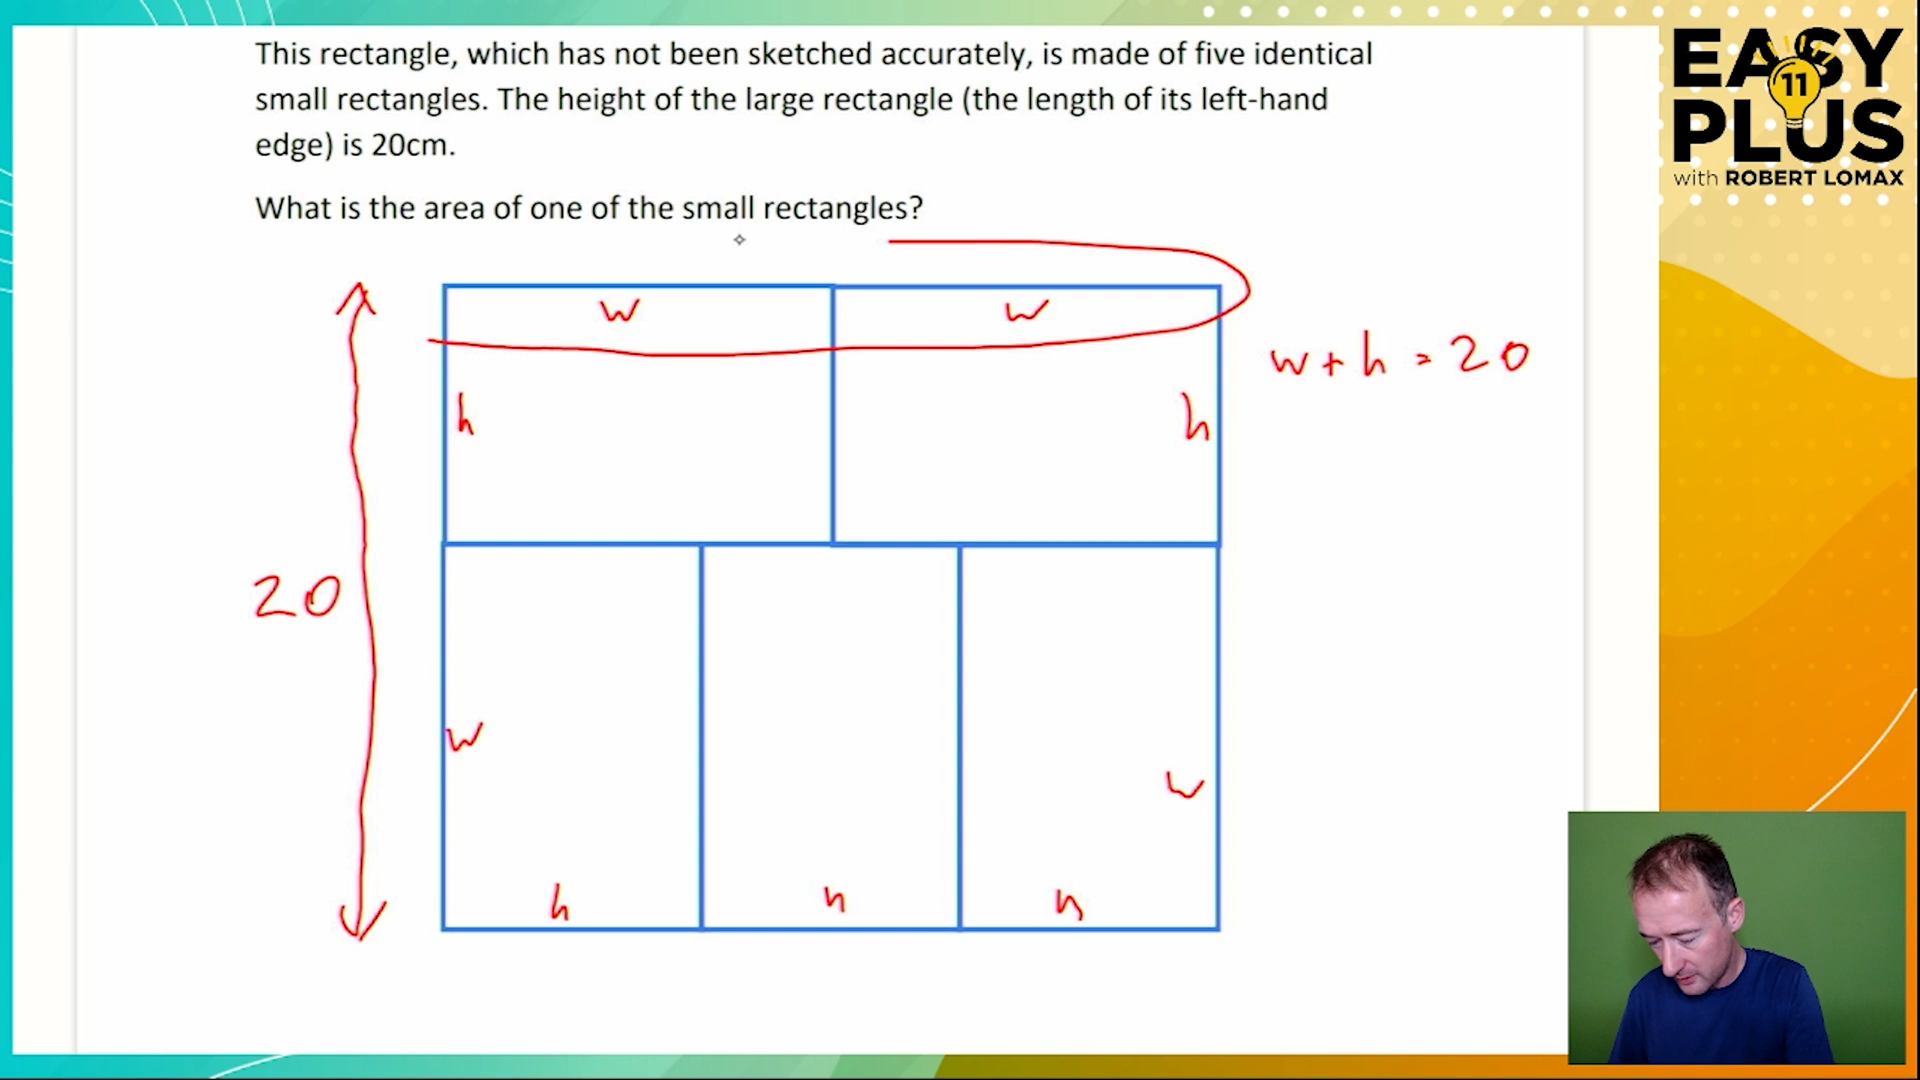 This rectangle, which has not been sketched accurately, is made of five identical
small rectangles. The height of the large rectangle (the length of its left-hand
edge) is 20cm.
What is the area of one of the small rectangles?
EASY
11
PLUS
with ROBERT LOMAX
w w
w + h = 20
h h
20
w w
h h h